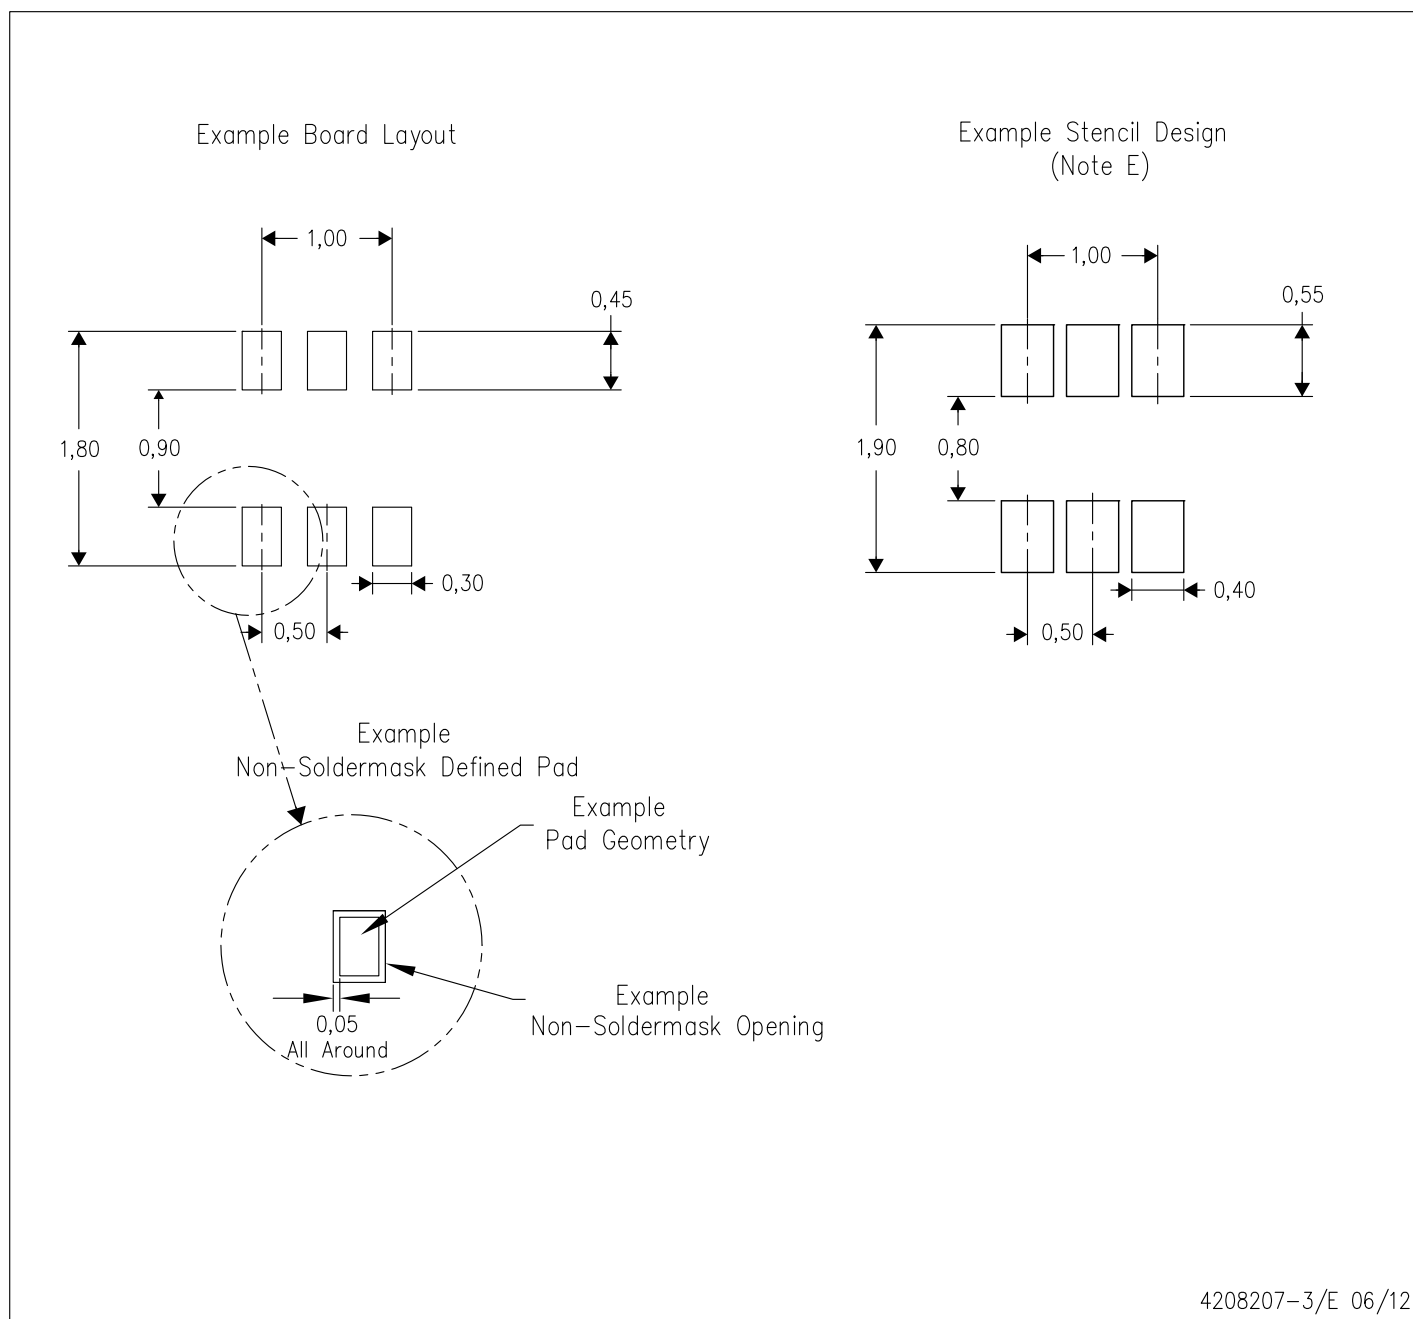 Example Board Layout
1,00
0,45
1,80
0,90
0,30
0,50
Example Stencil Design
(Note E)
1,00
0,55
1,90
0,80
0,40
0,50
Example
Non-Soldermask Defined Pad
Example
Pad Geometry
0,05
All Around
Example
Non-Soldermask Opening
4208207-3/E 06/12